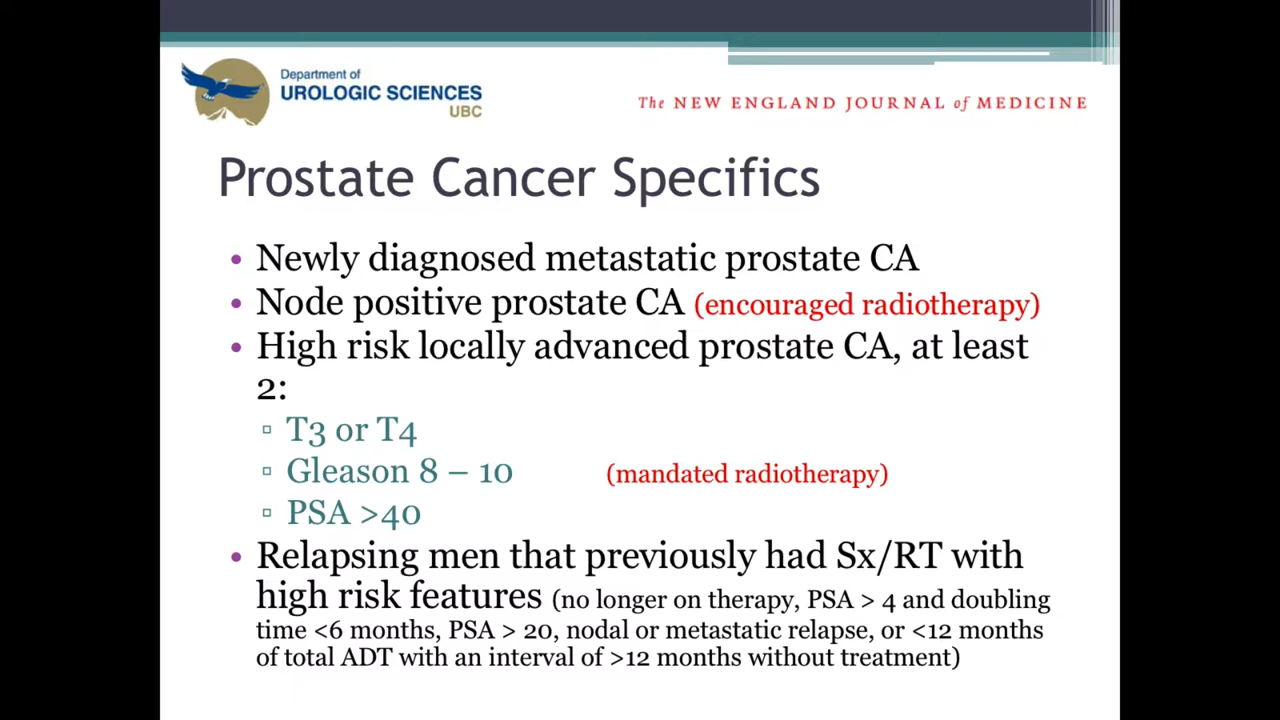 Department of
UROLOGIC SCIENCES
UBC
The NEW ENGLAND JOURNAL of MEDICINE
Prostate Cancer Specifics
• Newly diagnosed metastatic prostate CA
• Node positive prostate CA (encouraged radiotherapy)
• High risk locally advanced prostate CA, at least
2:
▫ T3 or T4
▫ Gleason 8 – 10 (mandated radiotherapy)
▫ PSA >40
• Relapsing men that previously had Sx/RT with
high risk features (no longer on therapy, PSA > 4 and doubling
time <6 months, PSA > 20, nodal or metastatic relapse, or <12 months
of total ADT with an interval of >12 months without treatment)